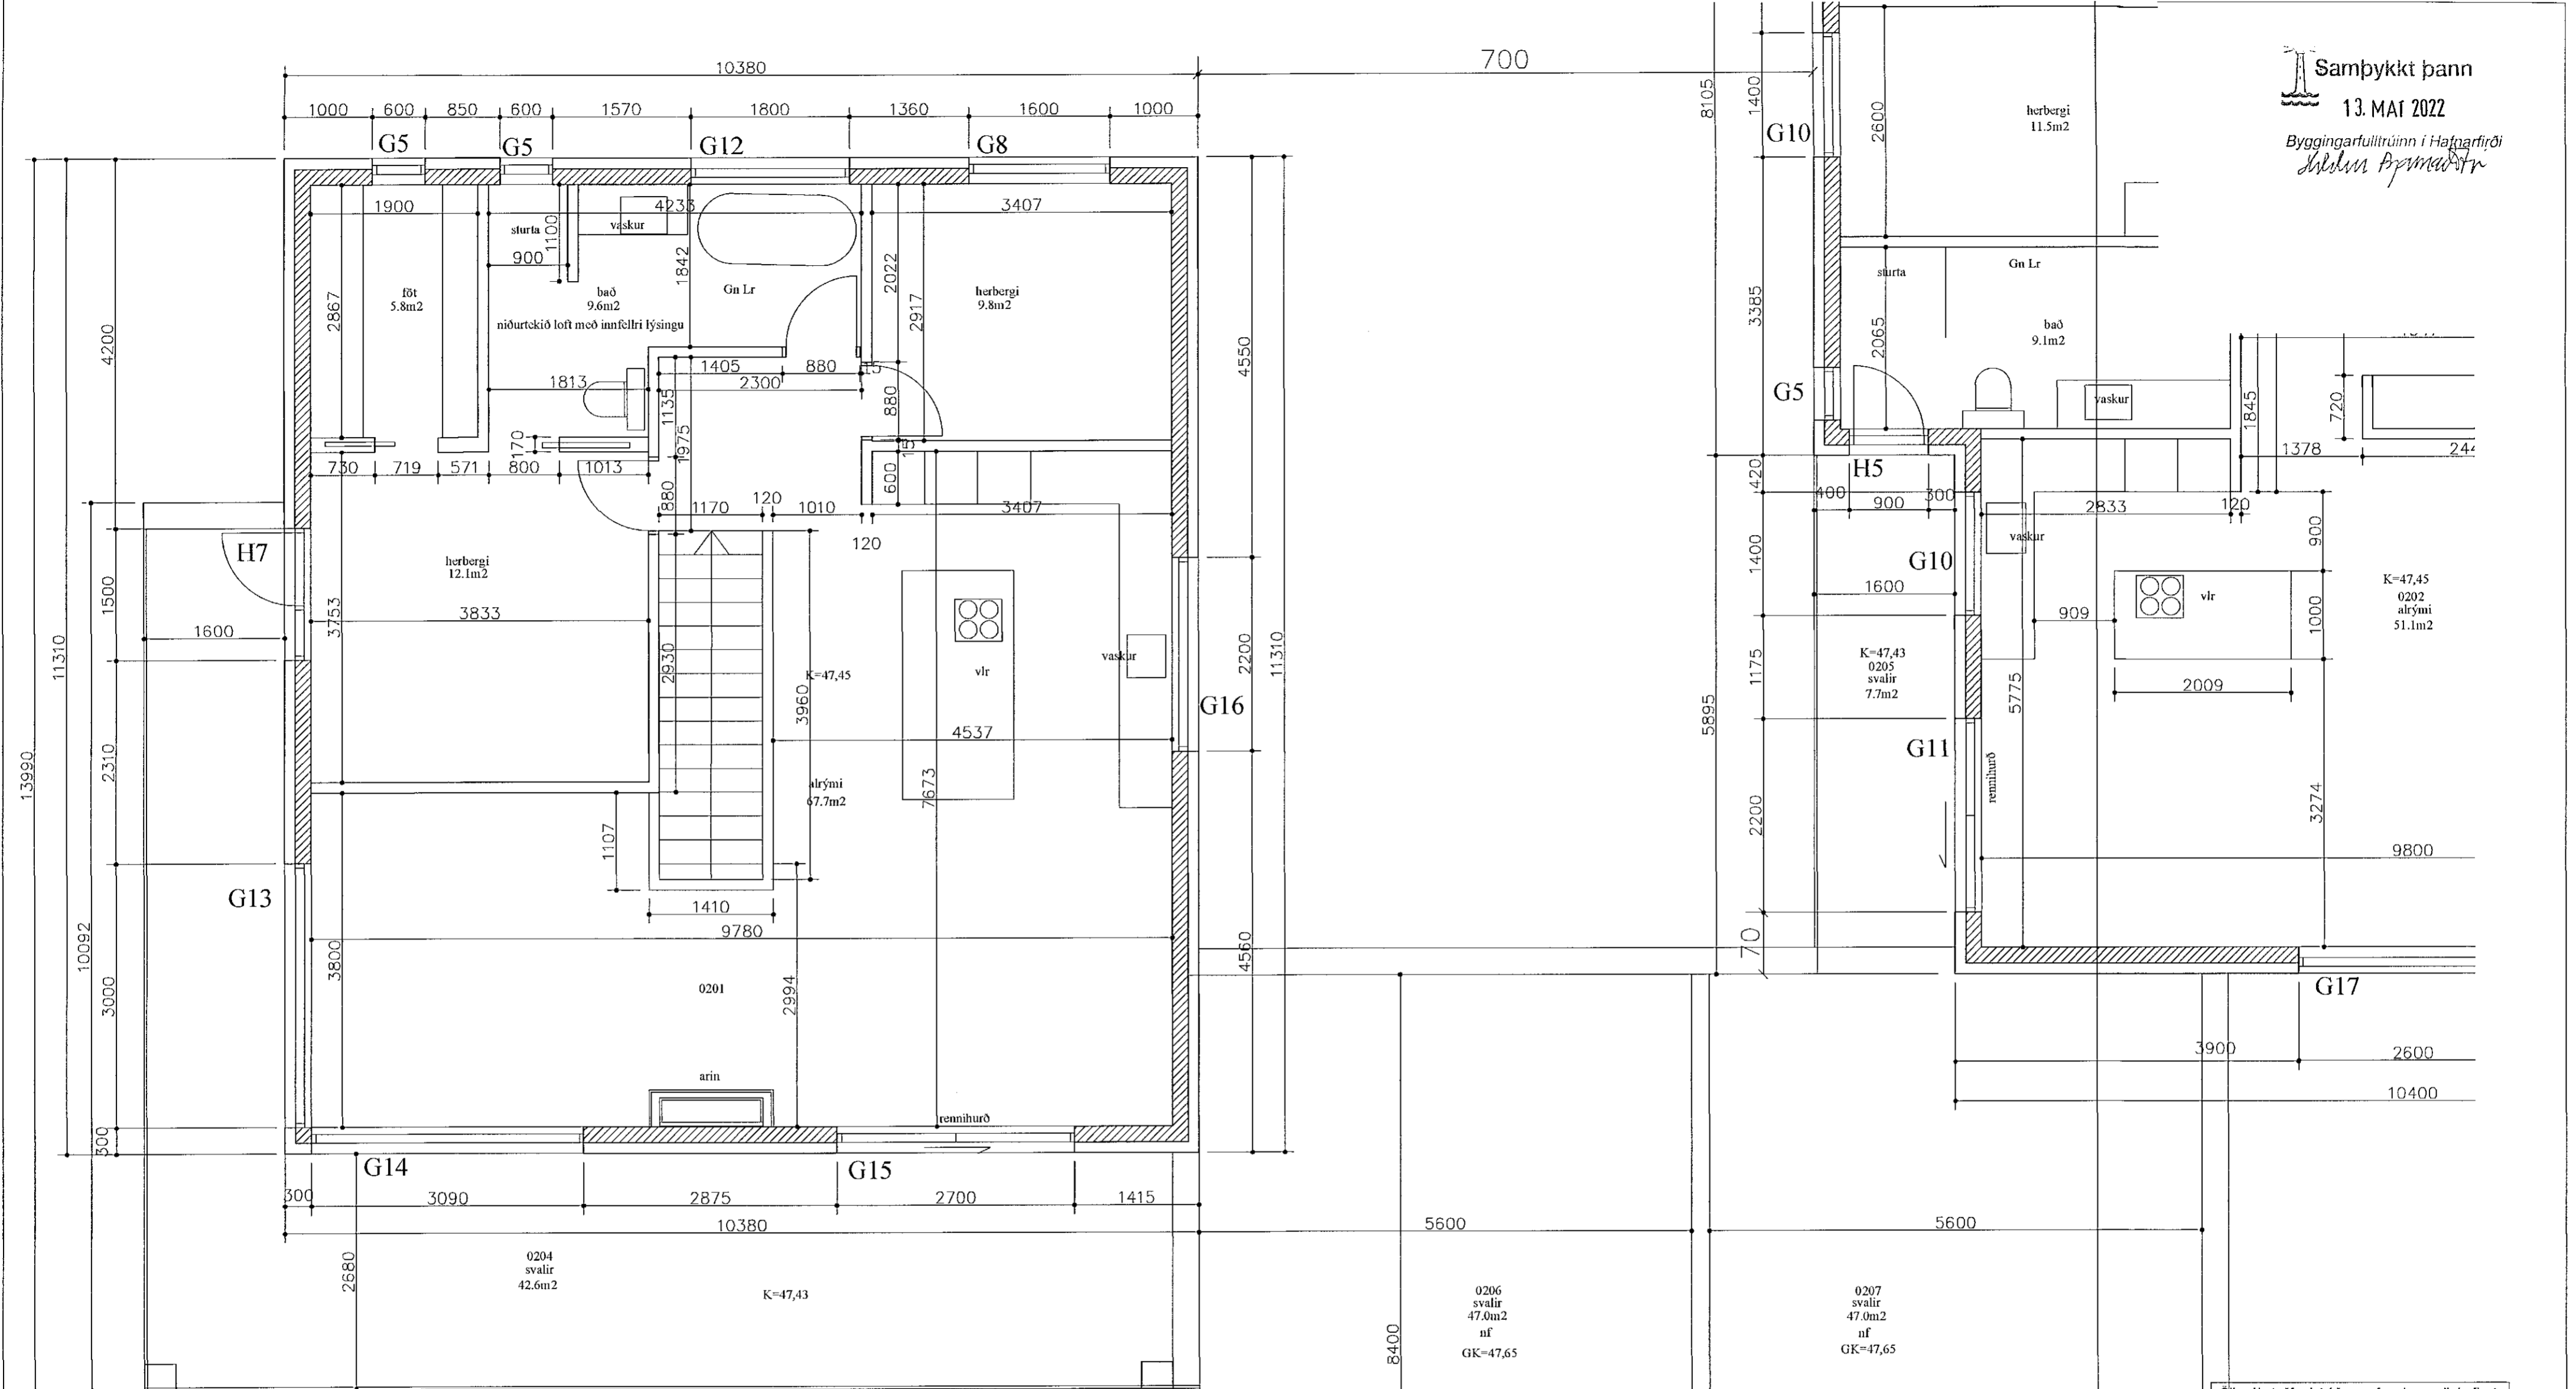 10380
700
1000 600 850 600 1570 1800 1360 1600 1000
G5 G5 G12 G8
Samþykkt þann
13. MAÍ 2022
Byggingarfulltrúinn í Hafnarfirði
8105
1400
G10
2600
herbergi
11.5m2
1900
4233
3407
sturta
1100
vaskur
900
1842
2022
2867
föt
5.8m2
bað
9.6m2
niðurtekið loft með innfellri lýsingu
Gn Lr
2917
herbergi
9.8m2
4200
4550
1405 880 15
1813
2300
1135
880
1975
170
15
730 719 571 800 1013
600
880
1170 120 1010
3407
120
3385
2065
sturta
Gn Lr
bað
9.1m2
G5
vaskur
1845
720
1378
H5
420
400
900
300
2833
120
vaskur
900
G10
1400
1600
909
1000
vlr
K=47,45
0202
alrými
51.1m2
H7
1500
1600
herbergi
12.1m2
3833
3753
2930
3960
K=47,45
vlr
vaskur
2200
11310
G16
4537
alrými
67.7m2
7673
11310
13990
10092
2310
1107
1410
9780
G13
3000
3800
2994
4560
0201
arin
rennihurð
300
G14
G15
300 3090 2875 2700 1415
10380
5600
5600
2680
0204
svalir
42.6m2
K=47,43
8400
0206
svalir
47.0m2
nf
GK=47,65
0207
svalir
47.0m2
nf
GK=47,65
5895
1175
K=47,43
0205
svalir
7.7m2
5775
2009
G11
rennihurð
2200
3274
9800
770
G17
3900
2600
10400